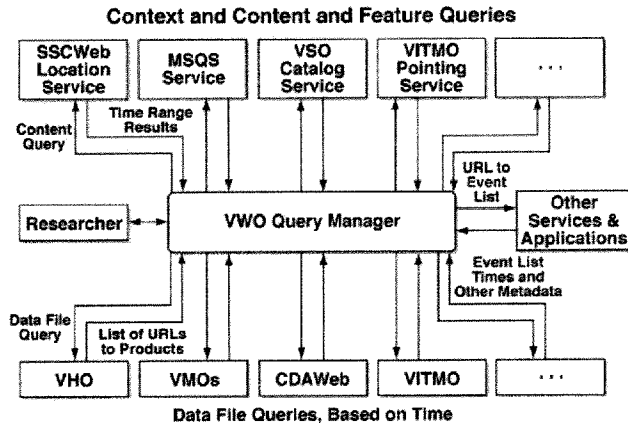 Context and Content and Feature Queries
SSCWeb
Location
Service
MSQS
Service
VSO
Catalog
Service
VITMO
Pointing
Service
...
Content
Query
Time Range
Results
URL to
Event
List
Researcher
VWO Query Manager
Other
Services &
Applications
Event List
Times and
Other Metadata
Data File
Query
List of URLs
to Products
VHO
VMOs
CDAWeb
VITMO
...
Data File Queries, Based on Time